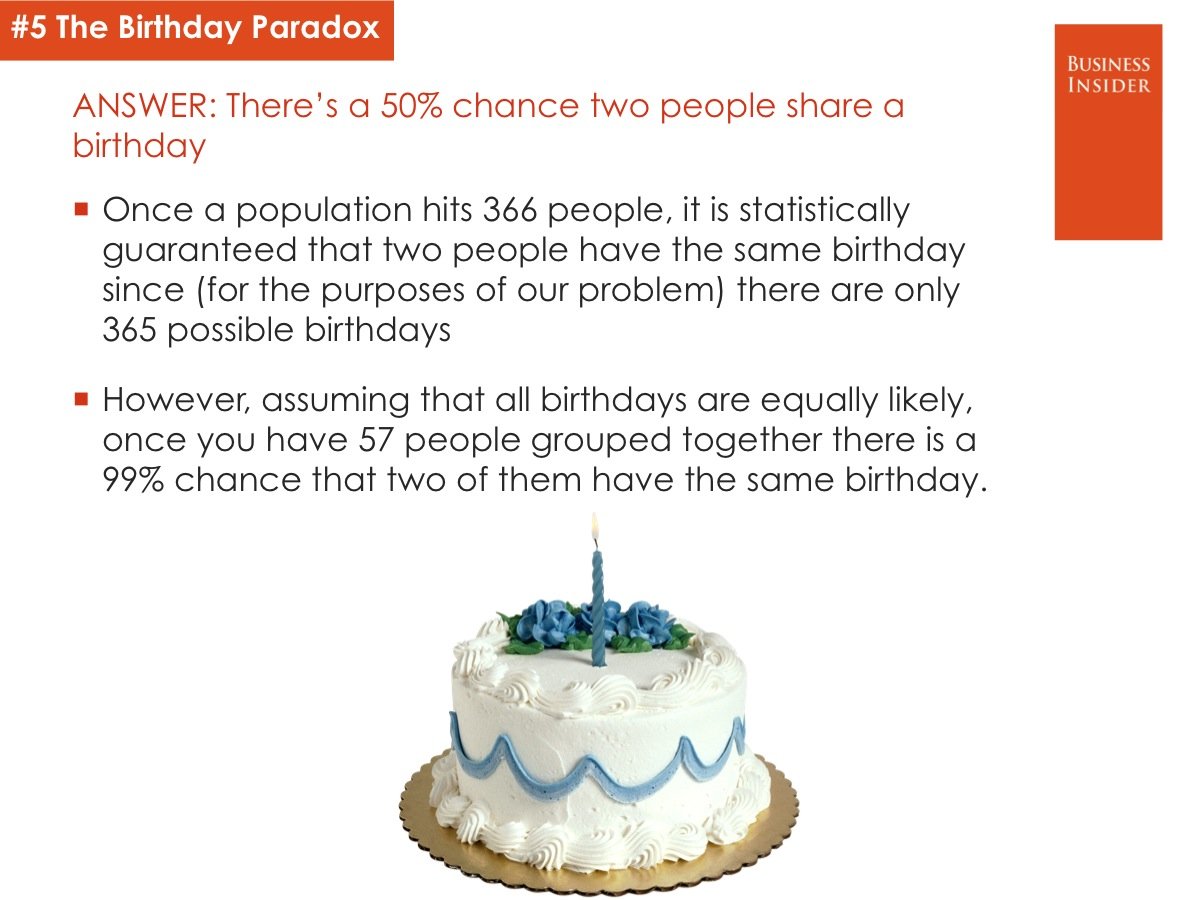 #5 The Birthday Paradox
BUSINESS
INSIDER
ANSWER: There’s a 50% chance two people share a
birthday
▪ Once a population hits 366 people, it is statistically
guaranteed that two people have the same birthday
since (for the purposes of our problem) there are only
365 possible birthdays
▪ However, assuming that all birthdays are equally likely,
once you have 57 people grouped together there is a
99% chance that two of them have the same birthday.